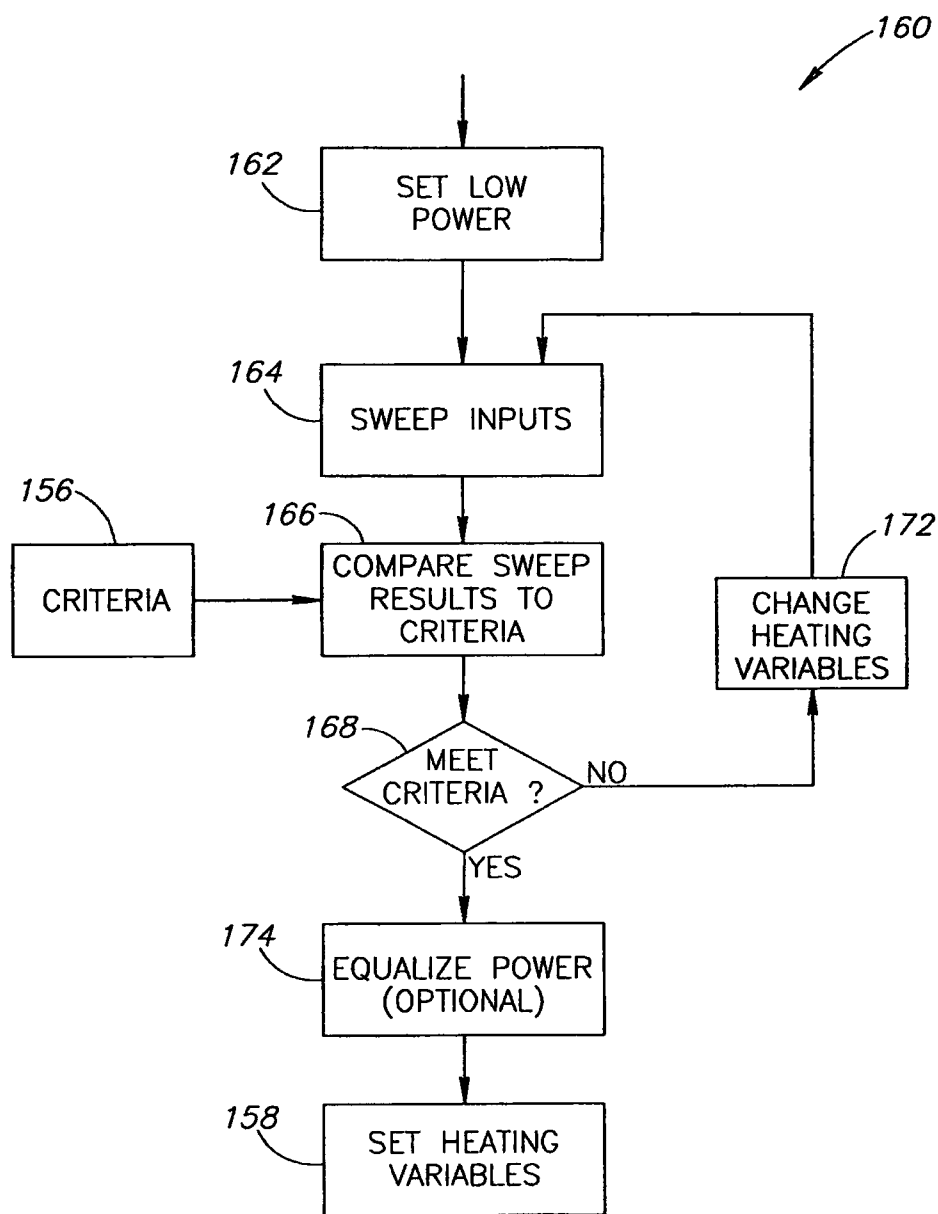 160
162
SET LOW
POWER
164
SWEEP INPUTS
156
CRITERIA
166
COMPARE SWEEP
RESULTS TO
CRITERIA
172
CHANGE
HEATING
VARIABLES
168
MEET
CRITERIA ?
NO
YES
174
EQUALIZE POWER
(OPTIONAL)
158
SET HEATING
VARIABLES